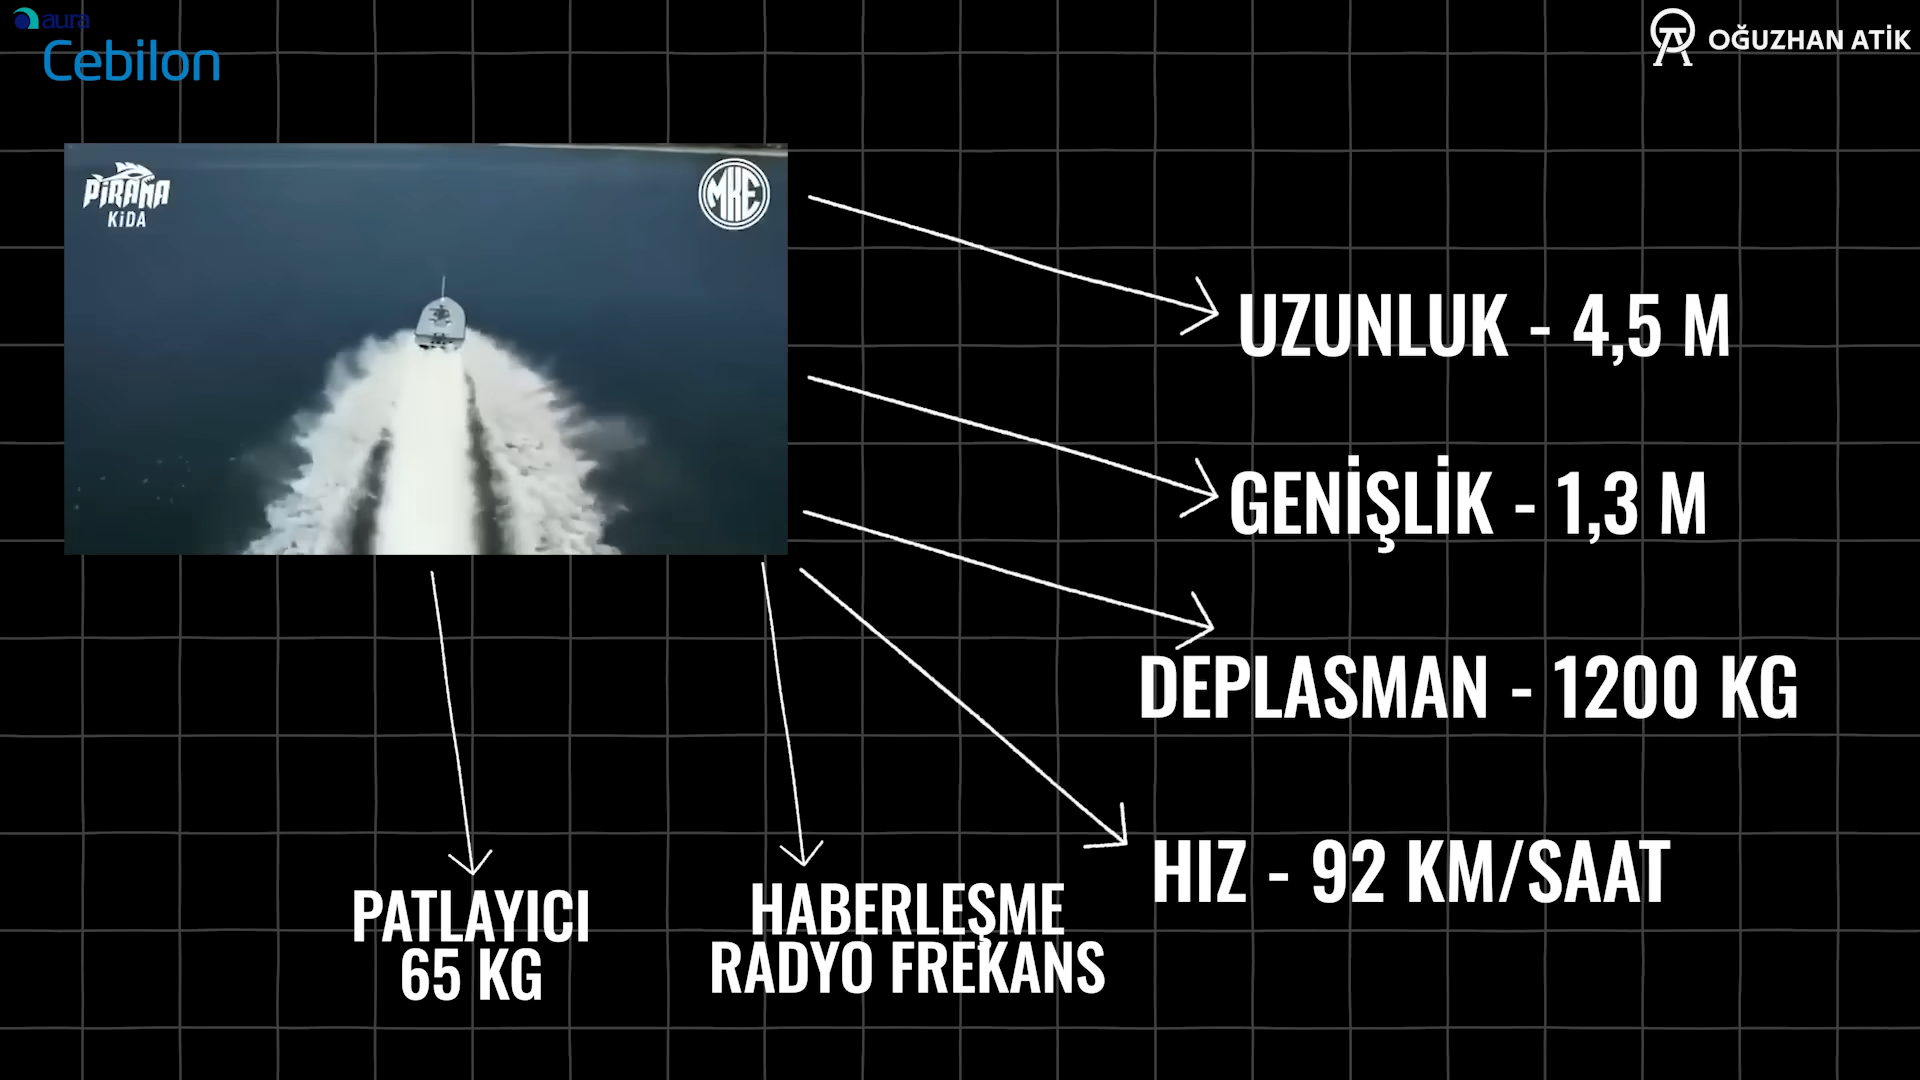 aura
Cebilon
OĞUZHAN ATİK
PİRANA
KİDA
MKE
UZUNLUK - 4,5 M
GENİŞLİK - 1,3 M
DEPLASMAN - 1200 KG
HIZ - 92 KM/SAAT
PATLAYICI
65 KG
HABERLEŞME
RADYO FREKANS